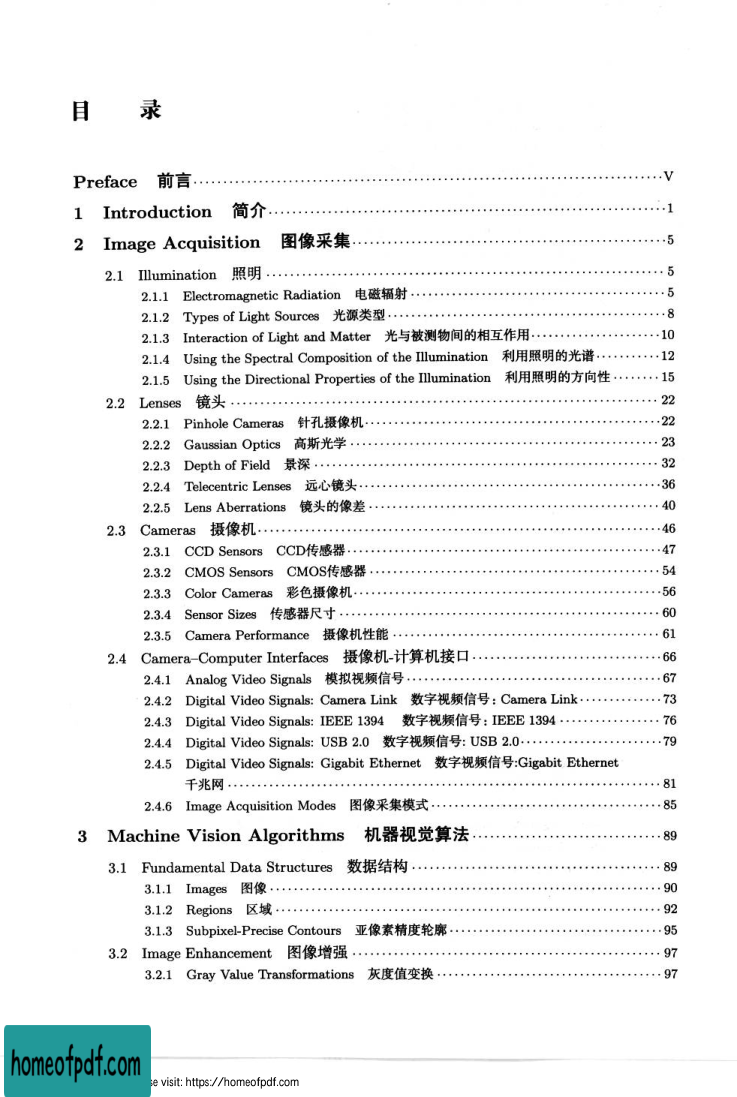 目 录
Preface 前言 V
1 Introduction 简介 1
2 Image Acquisition 图像采集 5
2.1 Illumination 照明 5
2.1.1 Electromagnetic Radiation 电磁辐射 5
2.1.2 Types of Light Sources 光源类型 8
2.1.3 Interaction of Light and Matter 光与被测物间的相互作用 10
2.1.4 Using the Spectral Composition of the Illumination 利用照明的光谱 12
2.1.5 Using the Directional Properties of the Illumination 利用照明的方向性 15
2.2 Lenses 镜头 22
2.2.1 Pinhole Cameras 针孔摄像机 22
2.2.2 Gaussian Optics 高斯光学 23
2.2.3 Depth of Field 景深 32
2.2.4 Telecentric Lenses 远心镜头 36
2.2.5 Lens Aberrations 镜头的像差 40
2.3 Cameras 摄像机 46
2.3.1 CCD Sensors CCD传感器 47
2.3.2 CMOS Sensors CMOS传感器 54
2.3.3 Color Cameras 彩色摄像机 56
2.3.4 Sensor Sizes 传感器尺寸 60
2.3.5 Camera Performance 摄像机性能 61
2.4 Camera–Computer Interfaces 摄像机-计算机接口 66
2.4.1 Analog Video Signals 模拟视频信号 67
2.4.2 Digital Video Signals: Camera Link 数字视频信号: Camera Link 73
2.4.3 Digital Video Signals: IEEE 1394 数字视频信号: IEEE 1394 76
2.4.4 Digital Video Signals: USB 2.0 数字视频信号: USB 2.0 79
2.4.5 Digital Video Signals: Gigabit Ethernet 数字视频信号:Gigabit Ethernet
千兆网 81
2.4.6 Image Acquisition Modes 图像采集模式 85
3 Machine Vision Algorithms 机器视觉算法 89
3.1 Fundamental Data Structures 数据结构 89
3.1.1 Images 图像 90
3.1.2 Regions 区域 92
3.1.3 Subpixel-Precise Contours 亚像素精度轮廓 95
3.2 Image Enhancement 图像增强 97
3.2.1 Gray Value Transformations 灰度值变换 97
homeofpdf.com
visit: https://homeofpdf.com